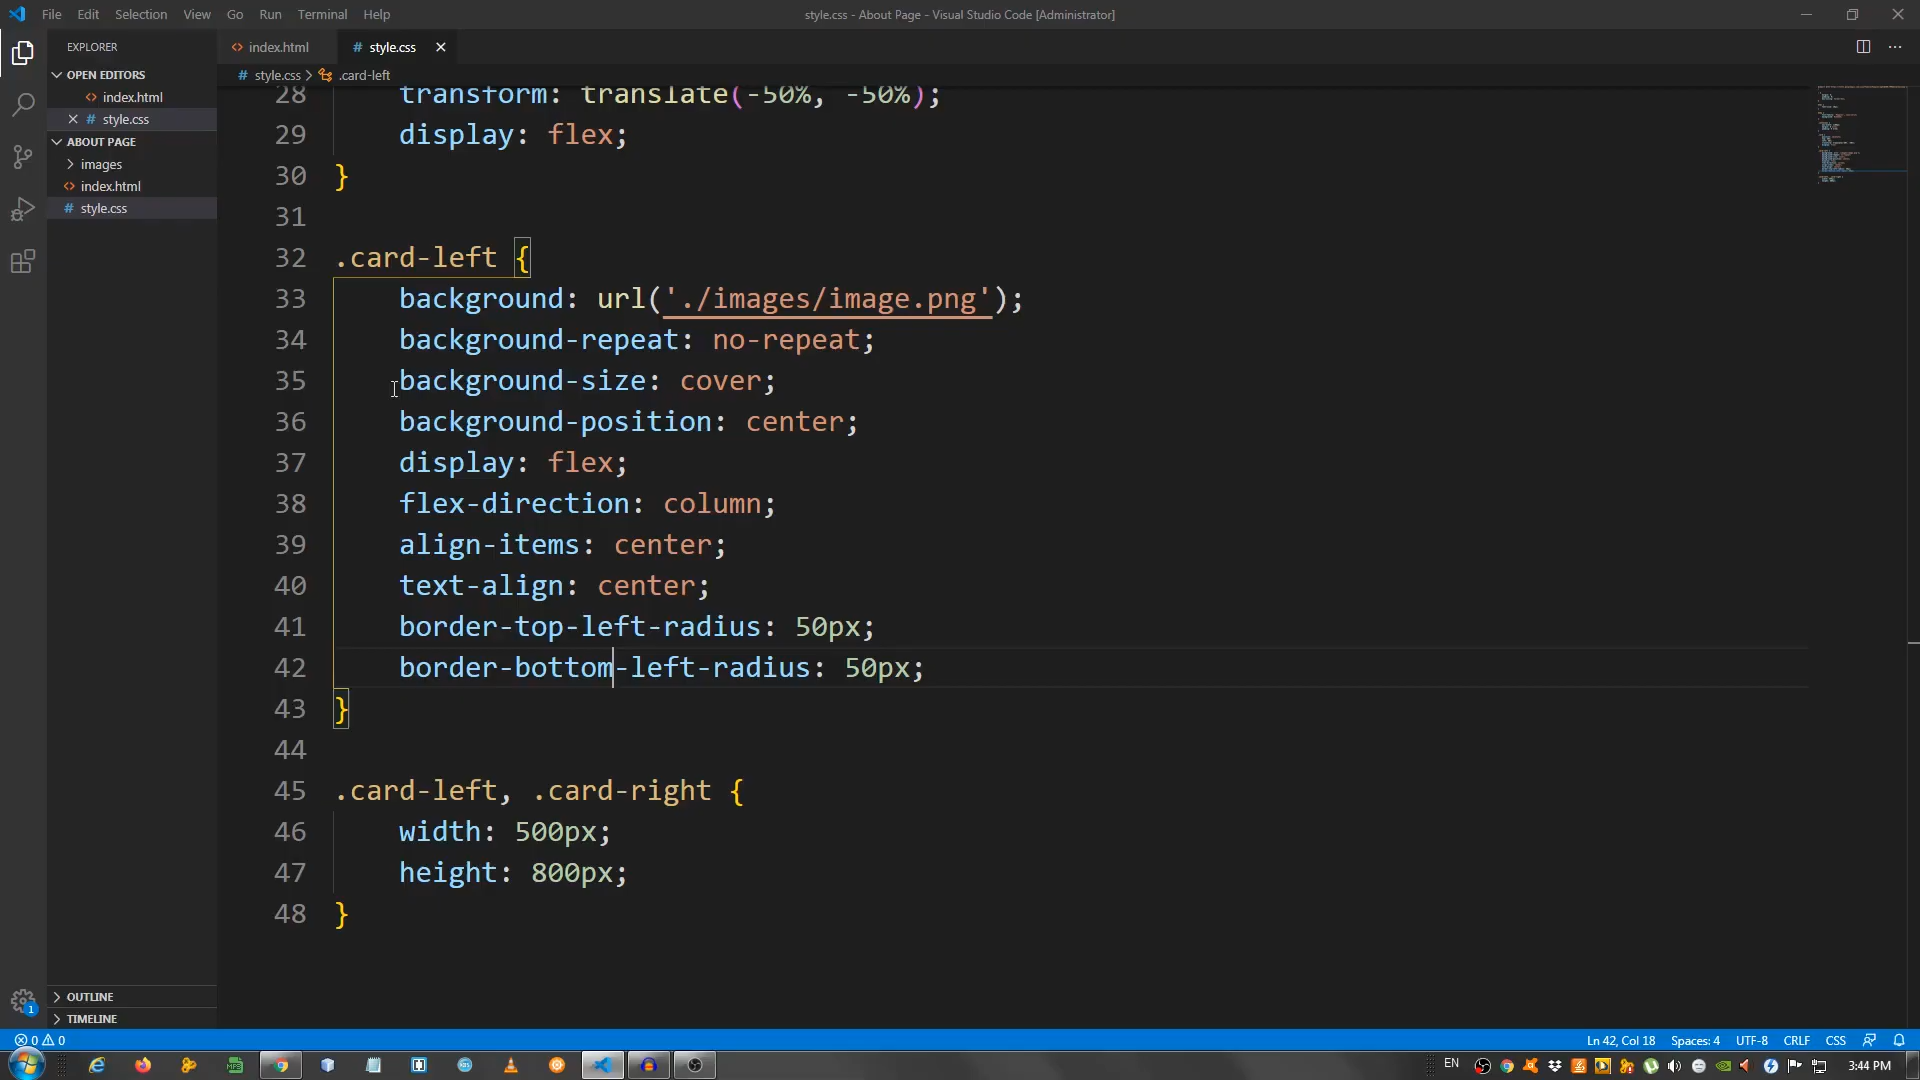 File Edit Selection View Go Run Terminal Help
style.css - About Page - Visual Studio Code [Administrator]
EXPLORER
OPEN EDITORS
index.html
style.css
ABOUT PAGE
images
index.html
style.css
OUTLINE
TIMELINE
index.html
# style.css
# style.css > .card-left
28 transform: translate(-50%, -50%);
29 display: flex;
30 }
31
32 .card-left {
33 background: url('./images/image.png');
34 background-repeat: no-repeat;
35 background-size: cover;
36 background-position: center;
37 display: flex;
38 flex-direction: column;
39 align-items: center;
40 text-align: center;
41 border-top-left-radius: 50px;
42 border-bottom-left-radius: 50px;
43 }
44
45 .card-left, .card-right {
46 width: 500px;
47 height: 800px;
48 }
1
0 0
Ln 42, Col 18 Spaces: 4 UTF-8 CRLF CSS
EN
3:44 PM